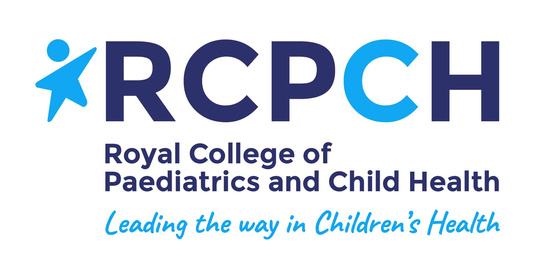 RCPCH
Royal College of
Paediatrics and Child Health
Leading the way in Children's Health